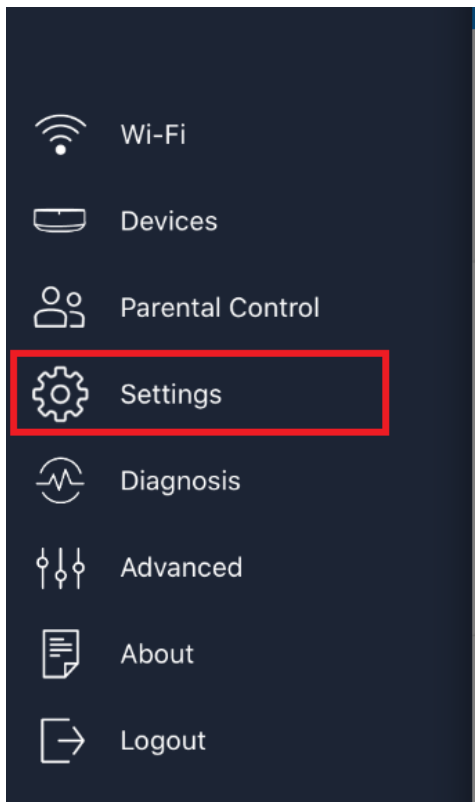 Wi-Fi
Devices
Parental Control
Settings
Diagnosis
Advanced
About
Logout